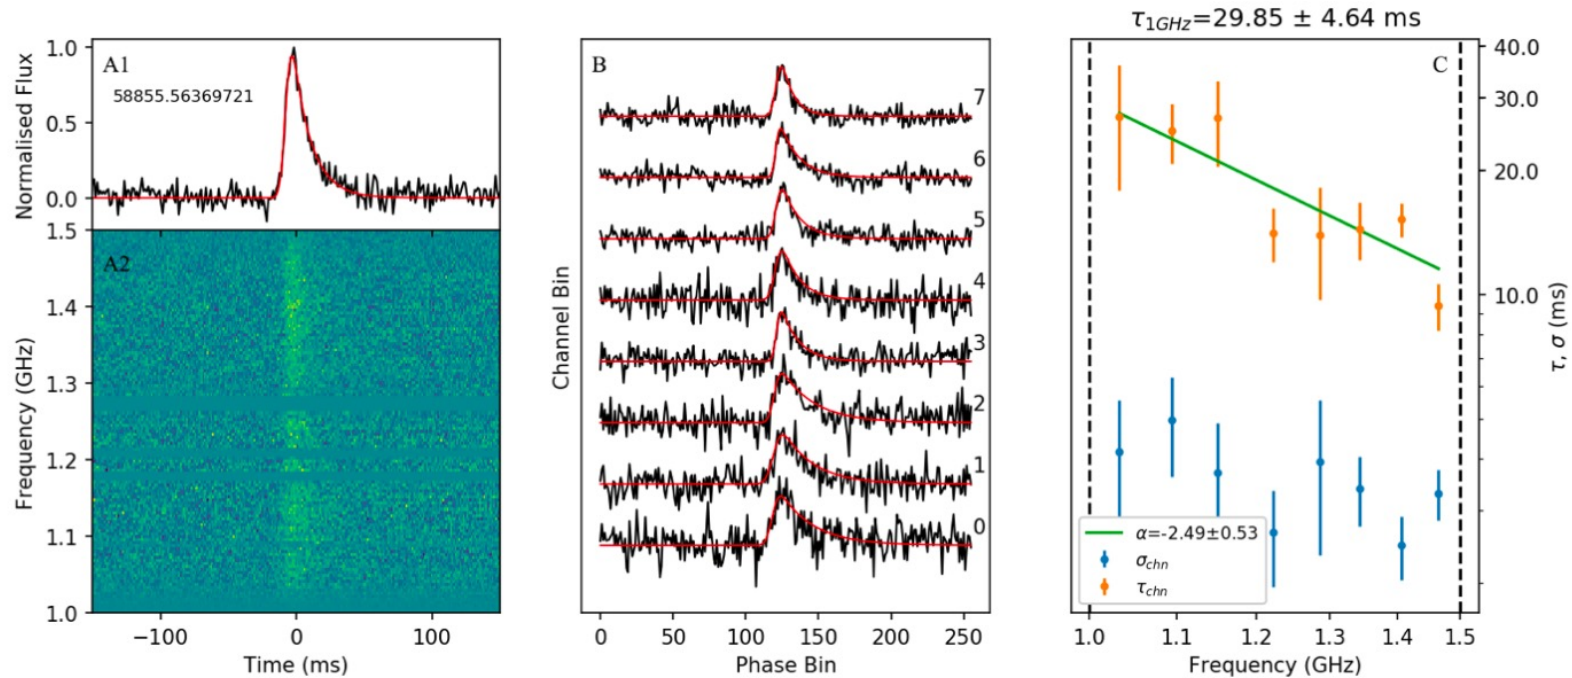 τ1GHz=29.85 ± 4.64 ms
A1
58855.56369721
Normalised Flux
1.0
0.5
0.0
A2
Frequency (GHz)
1.5
1.4
1.3
1.2
1.1
1.0
−100 0 100
Time (ms)
B
Channel Bin
7
6
5
4
3
2
1
0
0 50 100 150 200 250
Phase Bin
C
40.0
30.0
20.0
10.0
τ, σ (ms)
α=-2.49±0.53
σchn
τchn
1.0 1.1 1.2 1.3 1.4 1.5
Frequency (GHz)